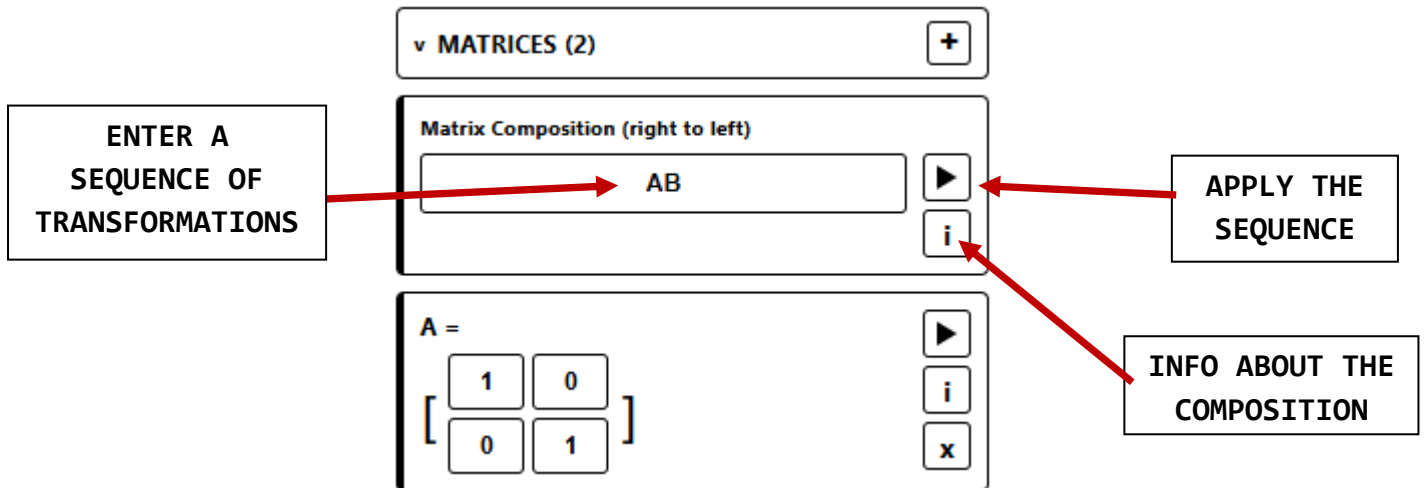 v MATRICES (2)
+
Matrix Composition (right to left)
AB
i
ENTER A
SEQUENCE OF
TRANSFORMATIONS
APPLY THE
SEQUENCE
INFO ABOUT THE
COMPOSITION
A =
[ 1 0 ]
0 1
i
x